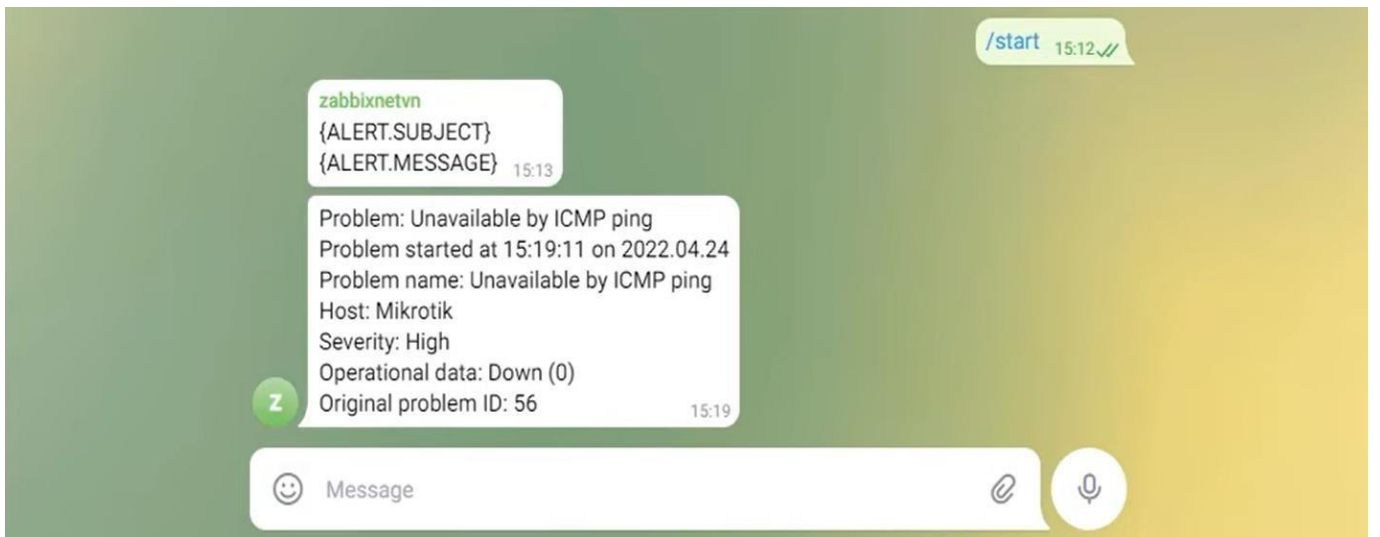 /start 15:12
zabbixnetvn
{ALERT.SUBJECT}
{ALERT.MESSAGE} 15:13
Problem: Unavailable by ICMP ping
Problem started at 15:19:11 on 2022.04.24
Problem name: Unavailable by ICMP ping
Host: Mikrotik
Severity: High
Operational data: Down (0)
Original problem ID: 56 15:19
Z
Message